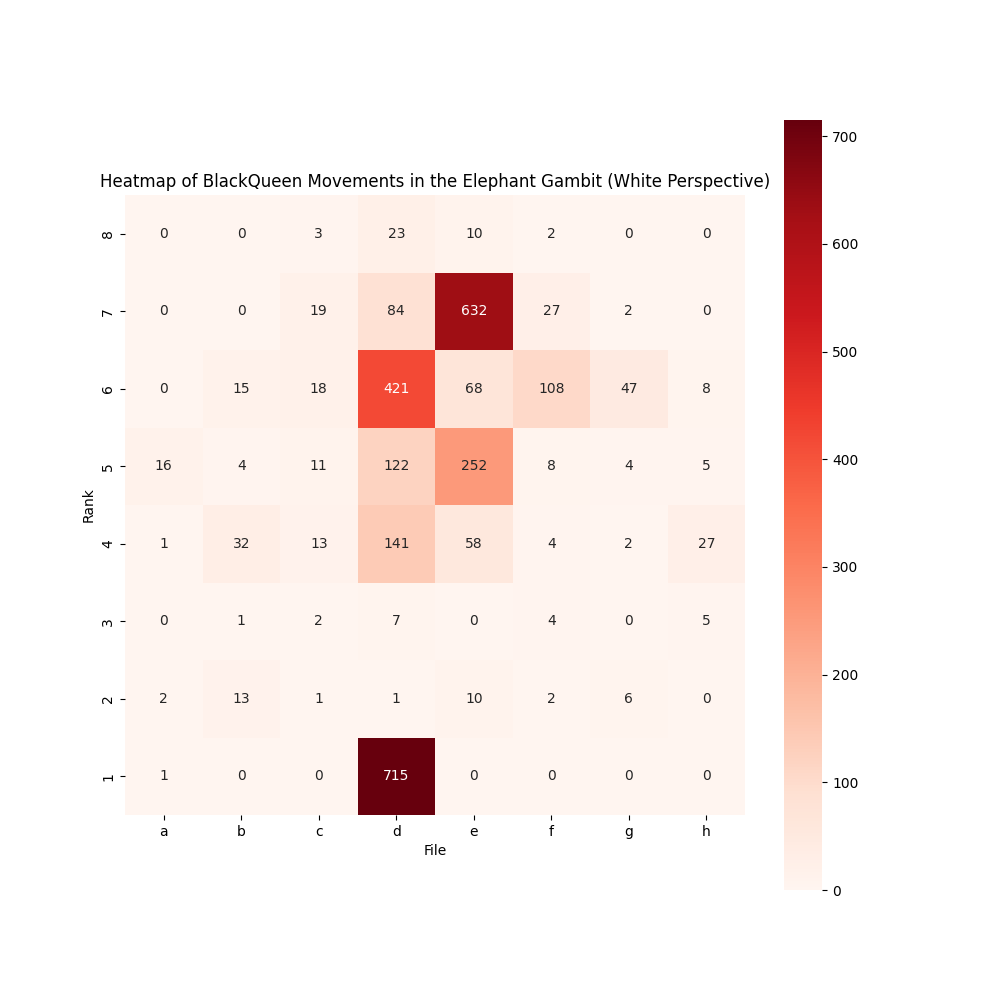 Heatmap of BlackQueen Movements in the Elephant Gambit (White Perspective)
8 0 0 3 23 10 2 0 0
7 0 0 19 84 632 27 2 0
6 0 15 18 421 68 108 47 8
5 16 4 11 122 252 8 4 5
4 1 32 13 141 58 4 2 27
3 0 1 2 7 0 4 0 5
2 2 13 1 1 10 2 6 0
1 1 0 0 715 0 0 0 0
a b c d e f g h
Rank
File
700
600
500
400
300
200
100
0